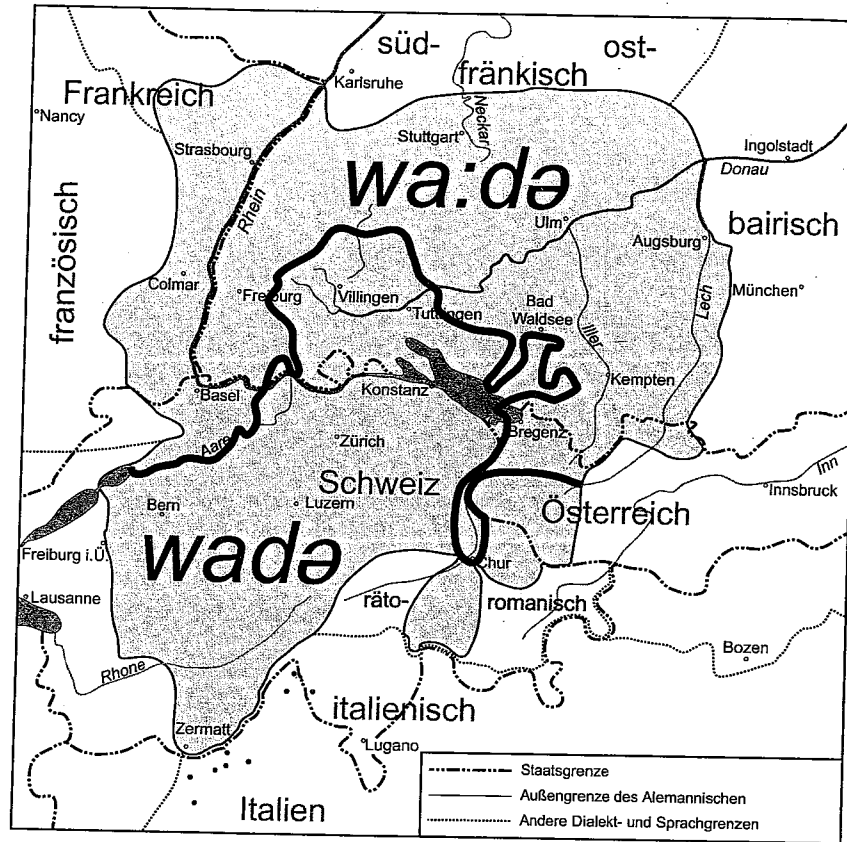 süd-
ost-
fränkisch
Karlsruhe
Frankreich
Nancy
Neckar
Stuttgart
Strasbourg
Ingolstadt
wa:də
Donau
Rhein
Ulm
bairisch
Augsburg
französisch
Colmar
Freiburg
Villingen
Tuttlingen
Bad
Waldsee
Iller
Lech
München
Kempten
Konstanz
Basel
Bregenz
Aare
Zürich
Schweiz
Inn
Innsbruck
Bern
Luzern
Österreich
Freiburg i.Ü.
wadə
Chur
Lausanne
räto-
romanisch
Bozen
Rhone
italienisch
Zermatt
Lugano
Italien
Staatsgrenze
Außengrenze des Alemannischen
Andere Dialekt- und Sprachgrenzen